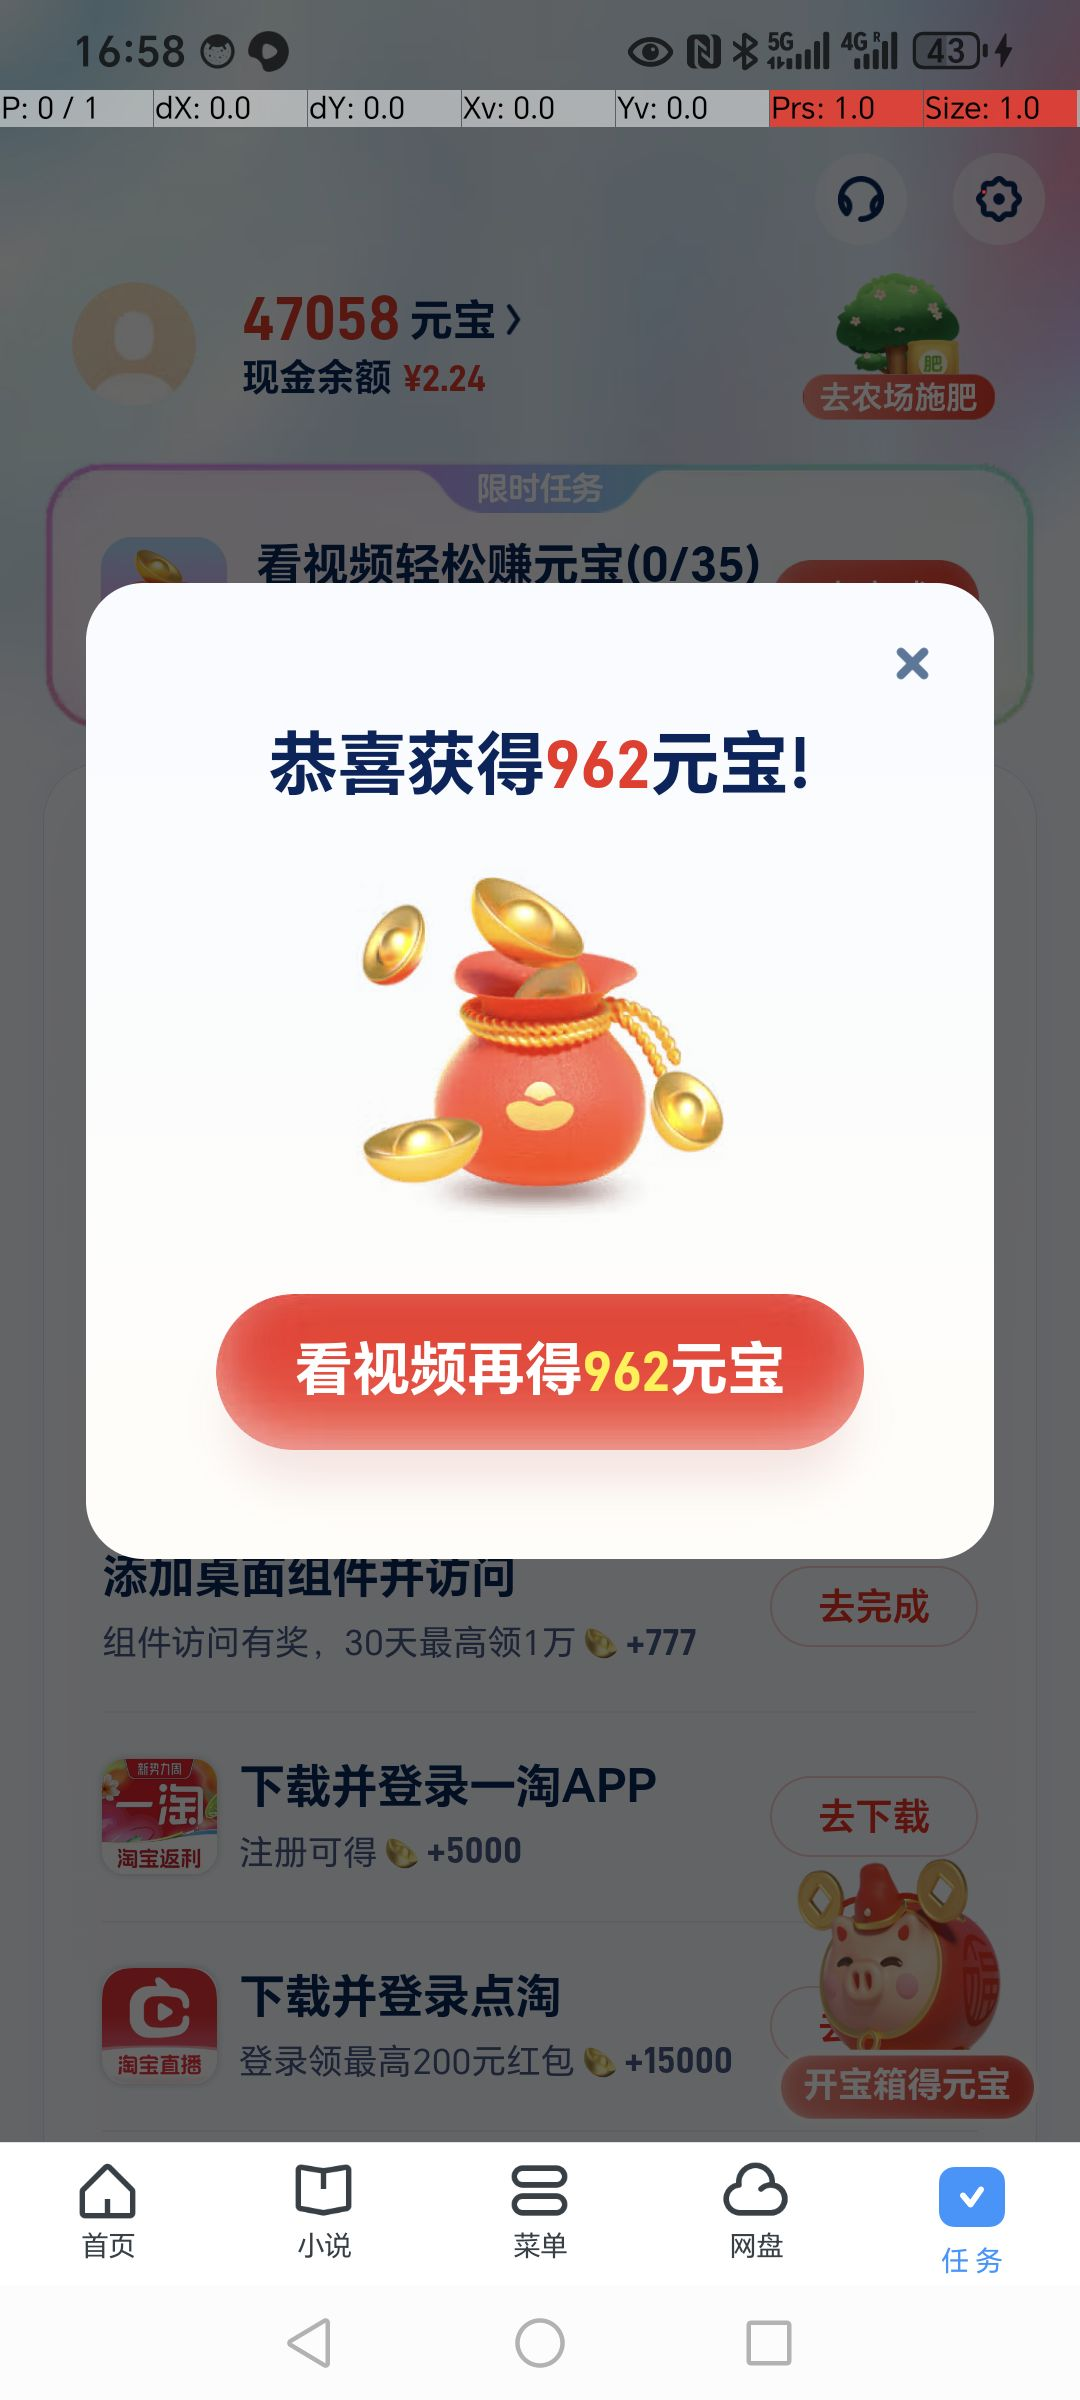 16:58
5G
4G R
43
P: 0 / 1
dX: 0.0
dY: 0.0
Xv: 0.0
Yv: 0.0
Prs: 1.0
Size: 1.0
47058 元宝
现金余额 ¥2.24
肥
去农场施肥
限时任务
看视频轻松赚元宝(0/35)
恭喜获得962元宝!
看视频再得962元宝
添加桌面组件并访问
组件访问有奖，30天最高领1万 +777
去完成
新势力周
一淘
淘宝返利
下载并登录一淘APP
注册可得 +5000
去下载
淘宝直播
下载并登录点淘
登录领最高200元红包 +15000
去
开宝箱得元宝
首页
小说
菜单
网盘
任务